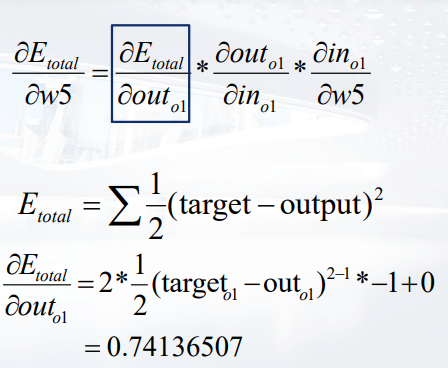 ∂E_total/∂w5 = ∂E_total/∂out_o1 * ∂out_o1/∂in_o1 * ∂in_o1/∂w5
E_total = ∑ 1/2 (target − output)²
∂E_total/∂out_o1 = 2 * 1/2 (target_o1 − out_o1)²⁻¹ * −1 + 0
= 0.74136507